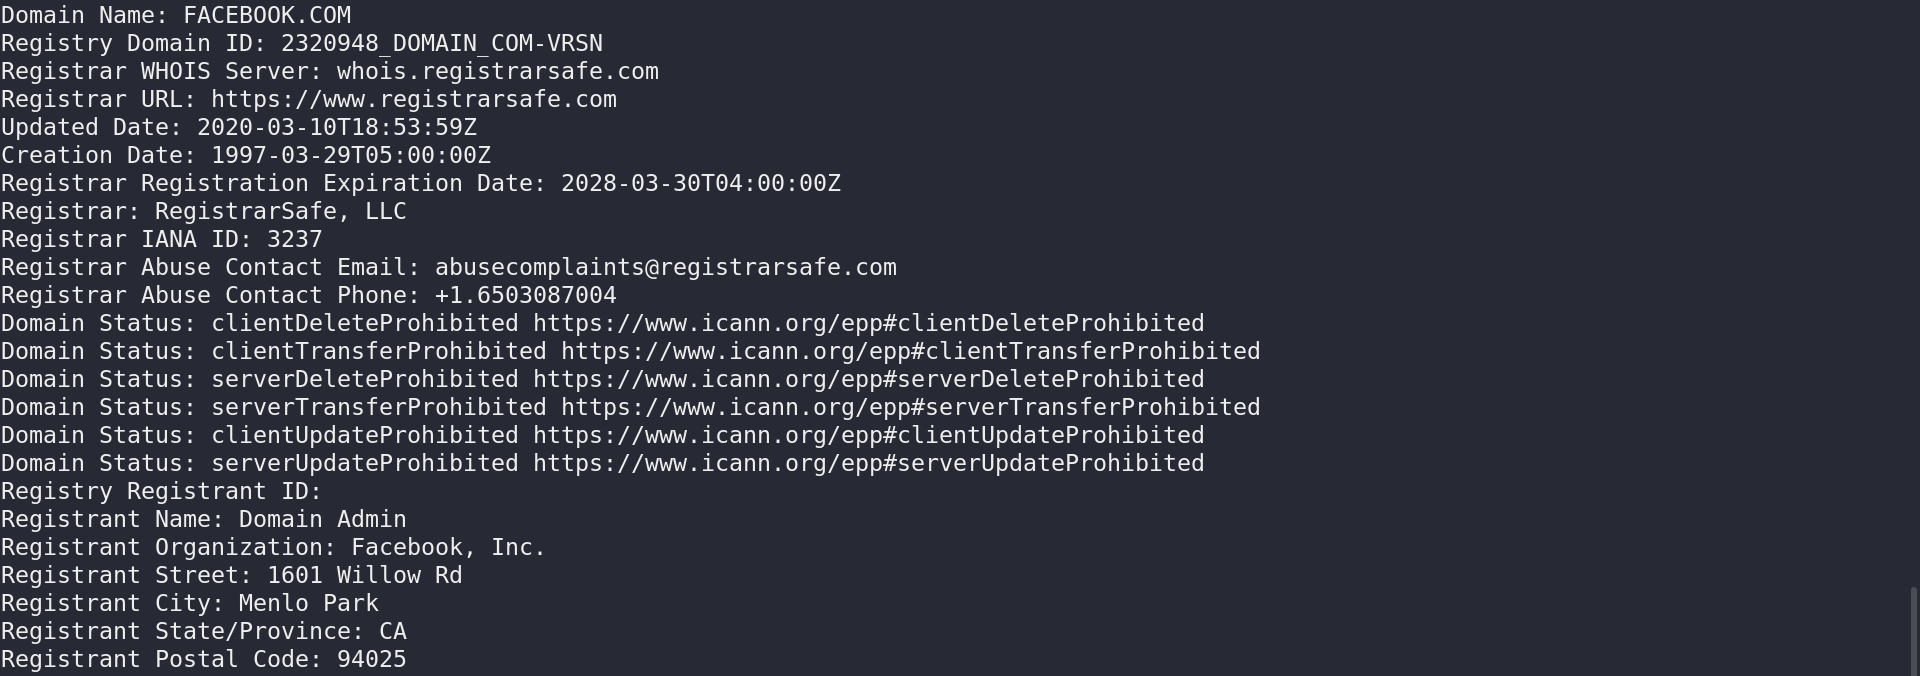 Domain Name: FACEBOOK.COM
Registry Domain ID: 2320948_DOMAIN_COM-VRSN
Registrar WHOIS Server: whois.registrarsafe.com
Registrar URL: https://www.registrarsafe.com
Updated Date: 2020-03-10T18:53:59Z
Creation Date: 1997-03-29T05:00:00Z
Registrar Registration Expiration Date: 2028-03-30T04:00:00Z
Registrar: RegistrarSafe, LLC
Registrar IANA ID: 3237
Registrar Abuse Contact Email: abusecomplaints@registrarsafe.com
Registrar Abuse Contact Phone: +1.6503087004
Domain Status: clientDeleteProhibited https://www.icann.org/epp#clientDeleteProhibited
Domain Status: clientTransferProhibited https://www.icann.org/epp#clientTransferProhibited
Domain Status: serverDeleteProhibited https://www.icann.org/epp#serverDeleteProhibited
Domain Status: serverTransferProhibited https://www.icann.org/epp#serverTransferProhibited
Domain Status: clientUpdateProhibited https://www.icann.org/epp#clientUpdateProhibited
Domain Status: serverUpdateProhibited https://www.icann.org/epp#serverUpdateProhibited
Registry Registrant ID:
Registrant Name: Domain Admin
Registrant Organization: Facebook, Inc.
Registrant Street: 1601 Willow Rd
Registrant City: Menlo Park
Registrant State/Province: CA
Registrant Postal Code: 94025